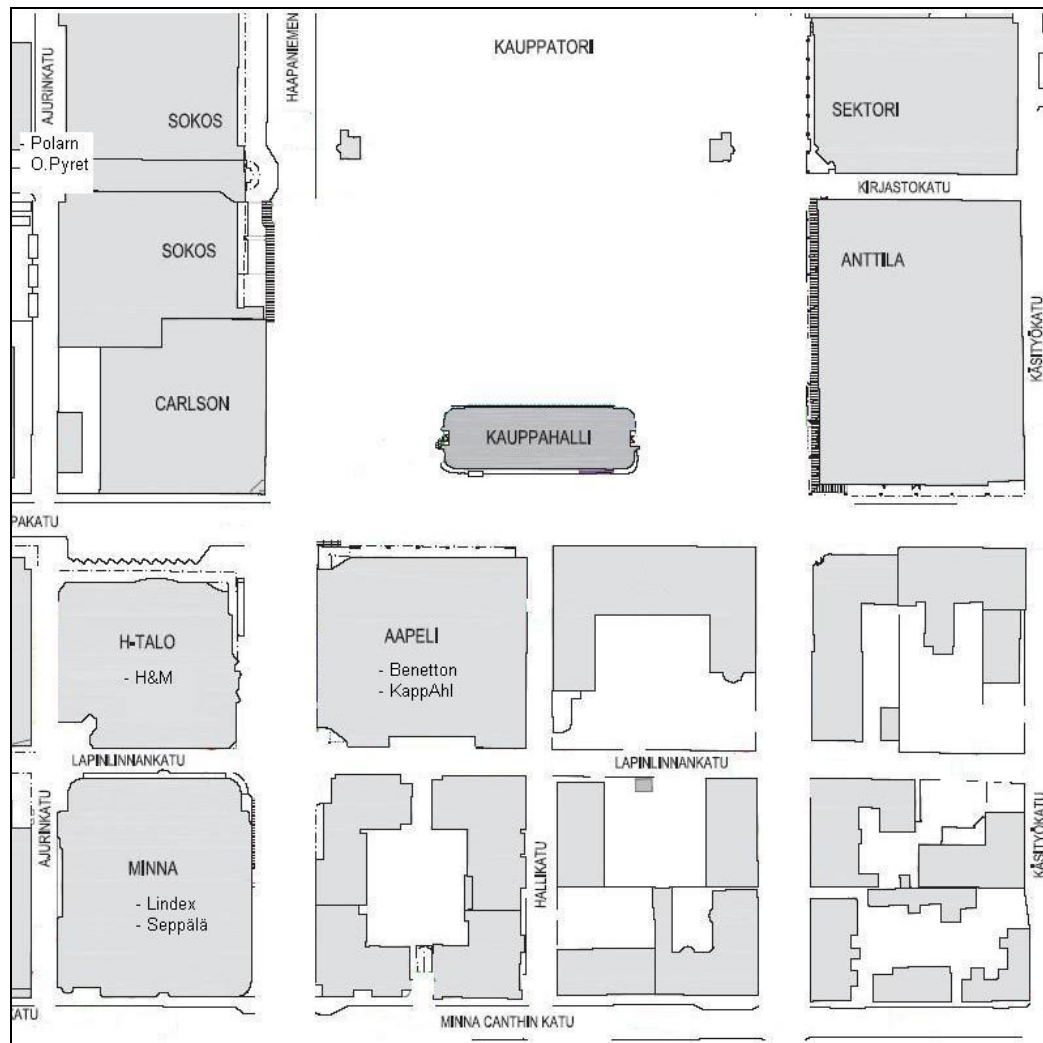 KAUPPATORI
HAAPANIEMEN
AJURINKATU
SOKOS
SEKTORI
- Polarn
O.Pyret
KIRJASTOKATU
SOKOS
ANTTILA
KÄSITYÖKATU
CARLSON
KAUPPAHALLI
PAKATU
H-TALO
- H&M
AAPELI
- Benetton
- KappAhl
LAPINLINNANKATU
LAPINLINNANKATU
AJURINKATU
MINNA
- Lindex
- Seppälä
HALLIKATU
KÄSITYÖKATU
KATU
MINNA CANTHIN KATU